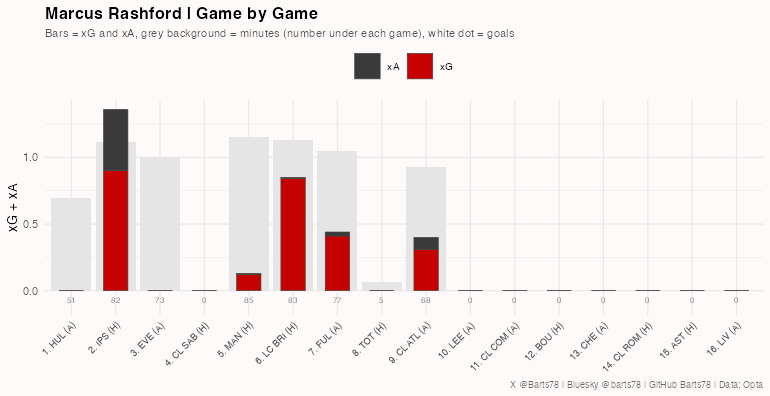 Marcus Rashford | Game by Game
Bars = xG and xA, grey background = minutes (number under each game), white dot = goals
xA xG
xG + xA
1.0
0.5
0.0
51 82 73 0 85 83 77 5 68 0 0 0 0 0 0 0
1. HUL (A) 2. IPS (H) 3. EVE (A) 4. CL SAB (H) 5. MAN (H) 6. LC BRI (H) 7. FUL (A) 8. TOT (H) 9. CL ATL (A) 10. LEE (A) 11. CL COM (A) 12. BOU (H) 13. CHE (A) 14. CL ROM (H) 15. AST (H) 16. LIV (A)
X @Barts78 | Bluesky @barts78 | GitHub Barts78 | Data: Opta